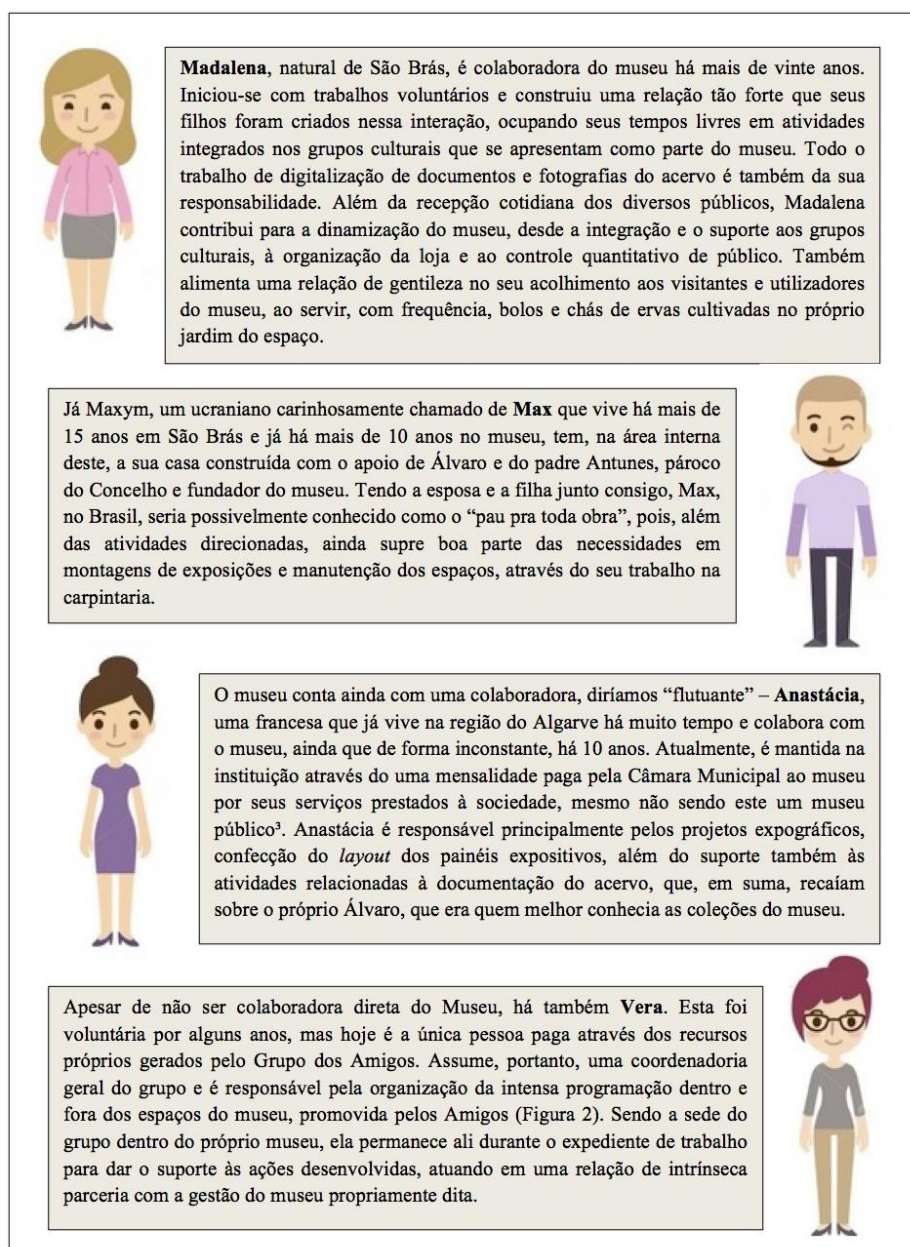 Madalena, natural de São Brás, é colaboradora do museu há mais de vinte anos.
Iniciou-se com trabalhos voluntários e construiu uma relação tão forte que seus
filhos foram criados nessa interação, ocupando seus tempos livres em atividades
integrados nos grupos culturais que se apresentam como parte do museu. Todo o
trabalho de digitalização de documentos e fotografias do acervo é também da sua
responsabilidade. Além da recepção cotidiana dos diversos públicos, Madalena
contribui para a dinamização do museu, desde a integração e o suporte aos grupos
culturais, à organização da loja e ao controle quantitativo de público. Também
alimenta uma relação de gentileza no seu acolhimento aos visitantes e utilizadores
do museu, ao servir, com frequência, bolos e chás de ervas cultivadas no próprio
jardim do espaço.
Já Maxym, um ucraniano carinhosamente chamado de Max que vive há mais de
15 anos em São Brás e já há mais de 10 anos no museu, tem, na área interna
deste, a sua casa construída com o apoio de Álvaro e do padre Antunes, pároco
do Concelho e fundador do museu. Tendo a esposa e a filha junto consigo, Max,
no Brasil, seria possivelmente conhecido como o “pau pra toda obra”, pois, além
das atividades direcionadas, ainda supre boa parte das necessidades em
montagens de exposições e manutenção dos espaços, através do seu trabalho na
carpintaria.
O museu conta ainda com uma colaboradora, diríamos “flutuante” – Anastácia,
uma francesa que já vive na região do Algarve há muito tempo e colabora com
o museu, ainda que de forma inconstante, há 10 anos. Atualmente, é mantida na
instituição através do uma mensalidade paga pela Câmara Municipal ao museu
por seus serviços prestados à sociedade, mesmo não sendo este um museu
público³. Anastácia é responsável principalmente pelos projetos expográficos,
confecção do layout dos painéis expositivos, além do suporte também às
atividades relacionadas à documentação do acervo, que, em suma, recaíam
sobre o próprio Álvaro, que era quem melhor conhecia as coleções do museu.
Apesar de não ser colaboradora direta do Museu, há também Vera. Esta foi
voluntária por alguns anos, mas hoje é a única pessoa paga através dos recursos
próprios gerados pelo Grupo dos Amigos. Assume, portanto, uma coordenadoria
geral do grupo e é responsável pela organização da intensa programação dentro e
fora dos espaços do museu, promovida pelos Amigos (Figura 2). Sendo a sede do
grupo dentro do próprio museu, ela permanece ali durante o expediente de trabalho
para dar o suporte às ações desenvolvidas, atuando em uma relação de intrínseca
parceria com a gestão do museu propriamente dita.